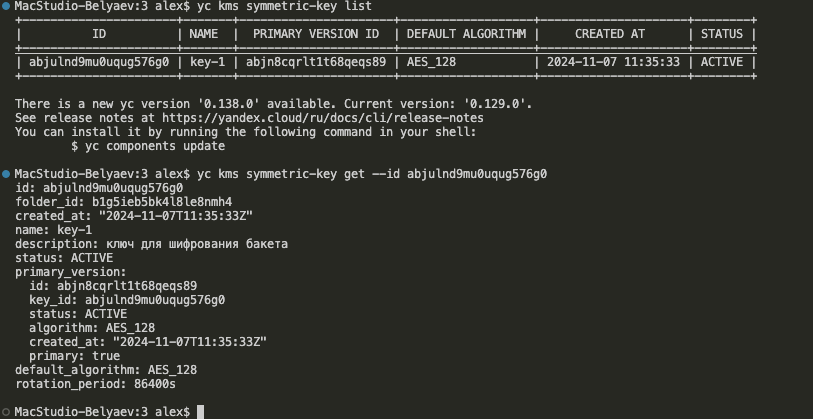 MacStudio-Belyaev:3 alex$ yc kms symmetric-key list
+----------------------+-------+----------------------+-------------------+---------------------+--------+
|          ID          | NAME  |  PRIMARY VERSION ID  | DEFAULT ALGORITHM |     CREATED AT      | STATUS |
+----------------------+-------+----------------------+-------------------+---------------------+--------+
| abjulnd9mu0uqug576g0 | key-1 | abjn8cqrlt1t68qeqs89 | AES_128           | 2024-11-07 11:35:33 | ACTIVE |
+----------------------+-------+----------------------+-------------------+---------------------+--------+
There is a new yc version '0.138.0' available. Current version: '0.129.0'.
See release notes at https://yandex.cloud/ru/docs/cli/release-notes
You can install it by running the following command in your shell:
        $ yc components update
MacStudio-Belyaev:3 alex$ yc kms symmetric-key get --id abjulnd9mu0uqug576g0
id: abjulnd9mu0uqug576g0
folder_id: b1g5ieb5bk4l8le8nmh4
created_at: "2024-11-07T11:35:33Z"
name: key-1
description: ключ для шифрования бакета
status: ACTIVE
primary_version:
  id: abjn8cqrlt1t68qeqs89
  key_id: abjulnd9mu0uqug576g0
  status: ACTIVE
  algorithm: AES_128
  created_at: "2024-11-07T11:35:33Z"
  primary: true
default_algorithm: AES_128
rotation_period: 86400s
MacStudio-Belyaev:3 alex$